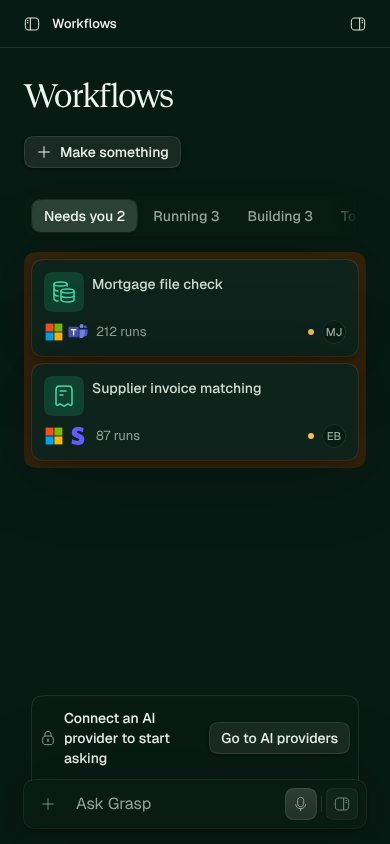 Workflows
Workflows
Make something
Needs you 2
Running 3
Building 3
Mortgage file check
212 runs
MJ
Supplier invoice matching
87 runs
EB
Connect an AI
provider to start
asking
Go to AI providers
Ask Grasp